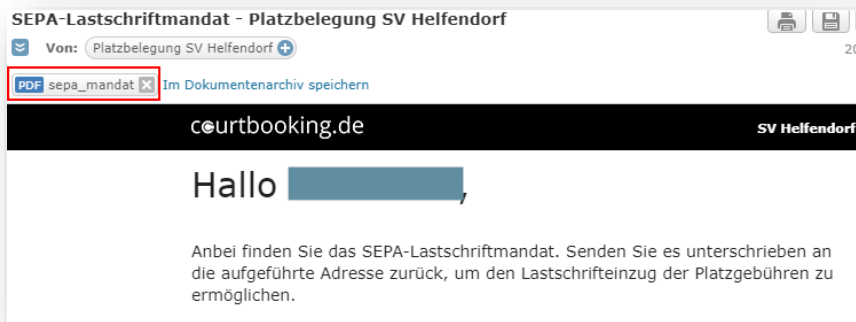 SEPA-Lastschriftmandat - Platzbelegung SV Helfendorf
Von: Platzbelegung SV Helfendorf
20
PDF sepa_mandat Im Dokumentenarchiv speichern
courtbooking.de
SV Helfendorf
Hallo ,
Anbei finden Sie das SEPA-Lastschriftmandat. Senden Sie es unterschrieben an
die aufgeführte Adresse zurück, um den Lastschrifteinzug der Platzgebühren zu
ermöglichen.